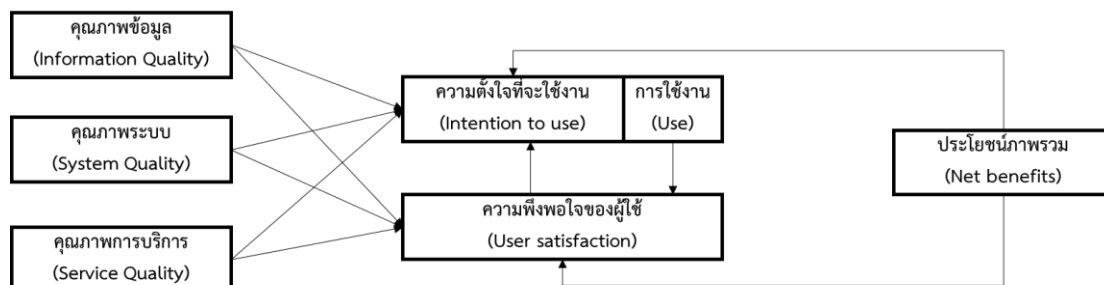 คุณภาพข้อมูล
(Information Quality)
คุณภาพระบบ
(System Quality)
คุณภาพการบริการ
(Service Quality)
ความตั้งใจที่จะใช้งาน
(Intention to use)
การใช้งาน
(Use)
ความพึงพอใจของผู้ใช้
(User satisfaction)
ประโยชน์ภาพรวม
(Net benefits)